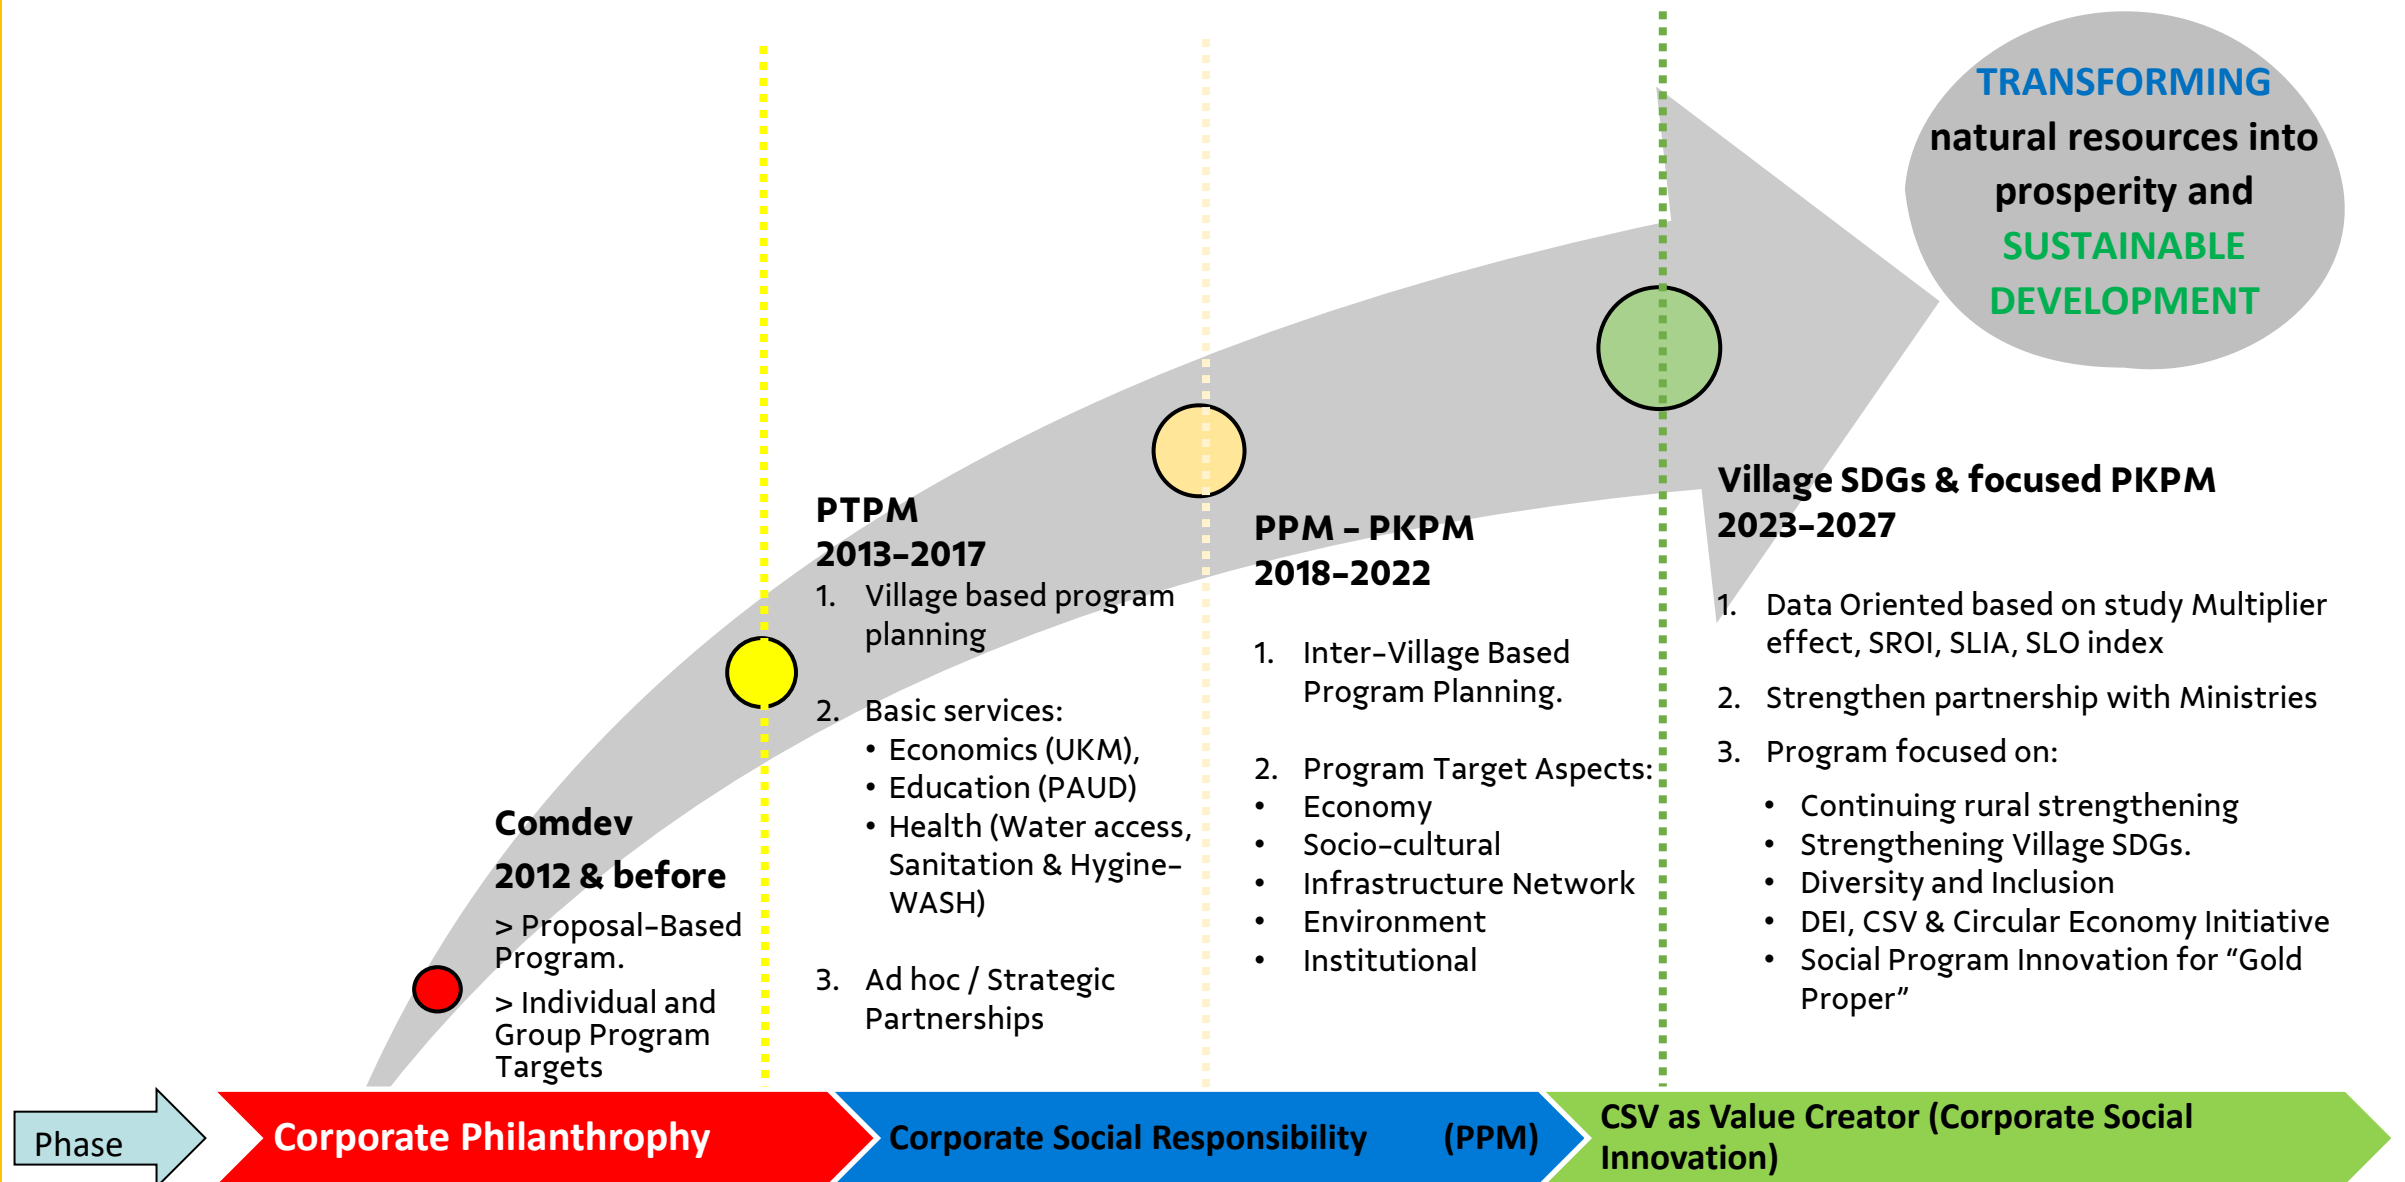 TRANSFORMING
natural resources into
prosperity and
SUSTAINABLE
DEVELOPMENT
Comdev
2012 & before
> Proposal-Based
Program.
> Individual and
Group Program
Targets
PTPM
2013-2017
1. Village based program
planning
2. Basic services:
• Economics (UKM),
• Education (PAUD)
• Health (Water access,
Sanitation & Hygine-
WASH)
3. Ad hoc / Strategic
Partnerships
PPM - PKPM
2018-2022
1. Inter-Village Based
Program Planning.
2. Program Target Aspects:
• Economy
• Socio-cultural
• Infrastructure Network
• Environment
• Institutional
Village SDGs & focused PKPM
2023-2027
1. Data Oriented based on study Multiplier
effect, SROI, SLIA, SLO index
2. Strengthen partnership with Ministries
3. Program focused on:
• Continuing rural strengthening
• Strengthening Village SDGs.
• Diversity and Inclusion
• DEI, CSV & Circular Economy Initiative
• Social Program Innovation for “Gold
Proper”
Phase
Corporate Philanthrophy
Corporate Social Responsibility (PPM)
CSV as Value Creator (Corporate Social
Innovation)